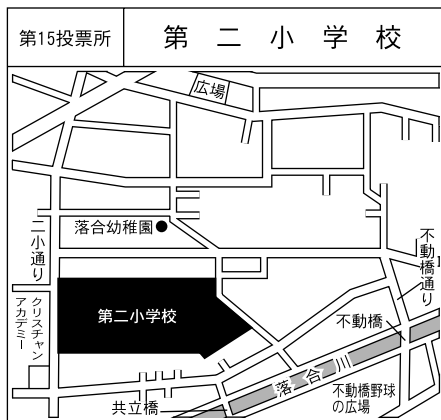 第15投票所
第二小学校
広場
落合幼稚園
二小通り
不動橋通り
クリスチャン
アカデミー
第二小学校
不動橋
落合川
共立橋
不動橋野球
の広場